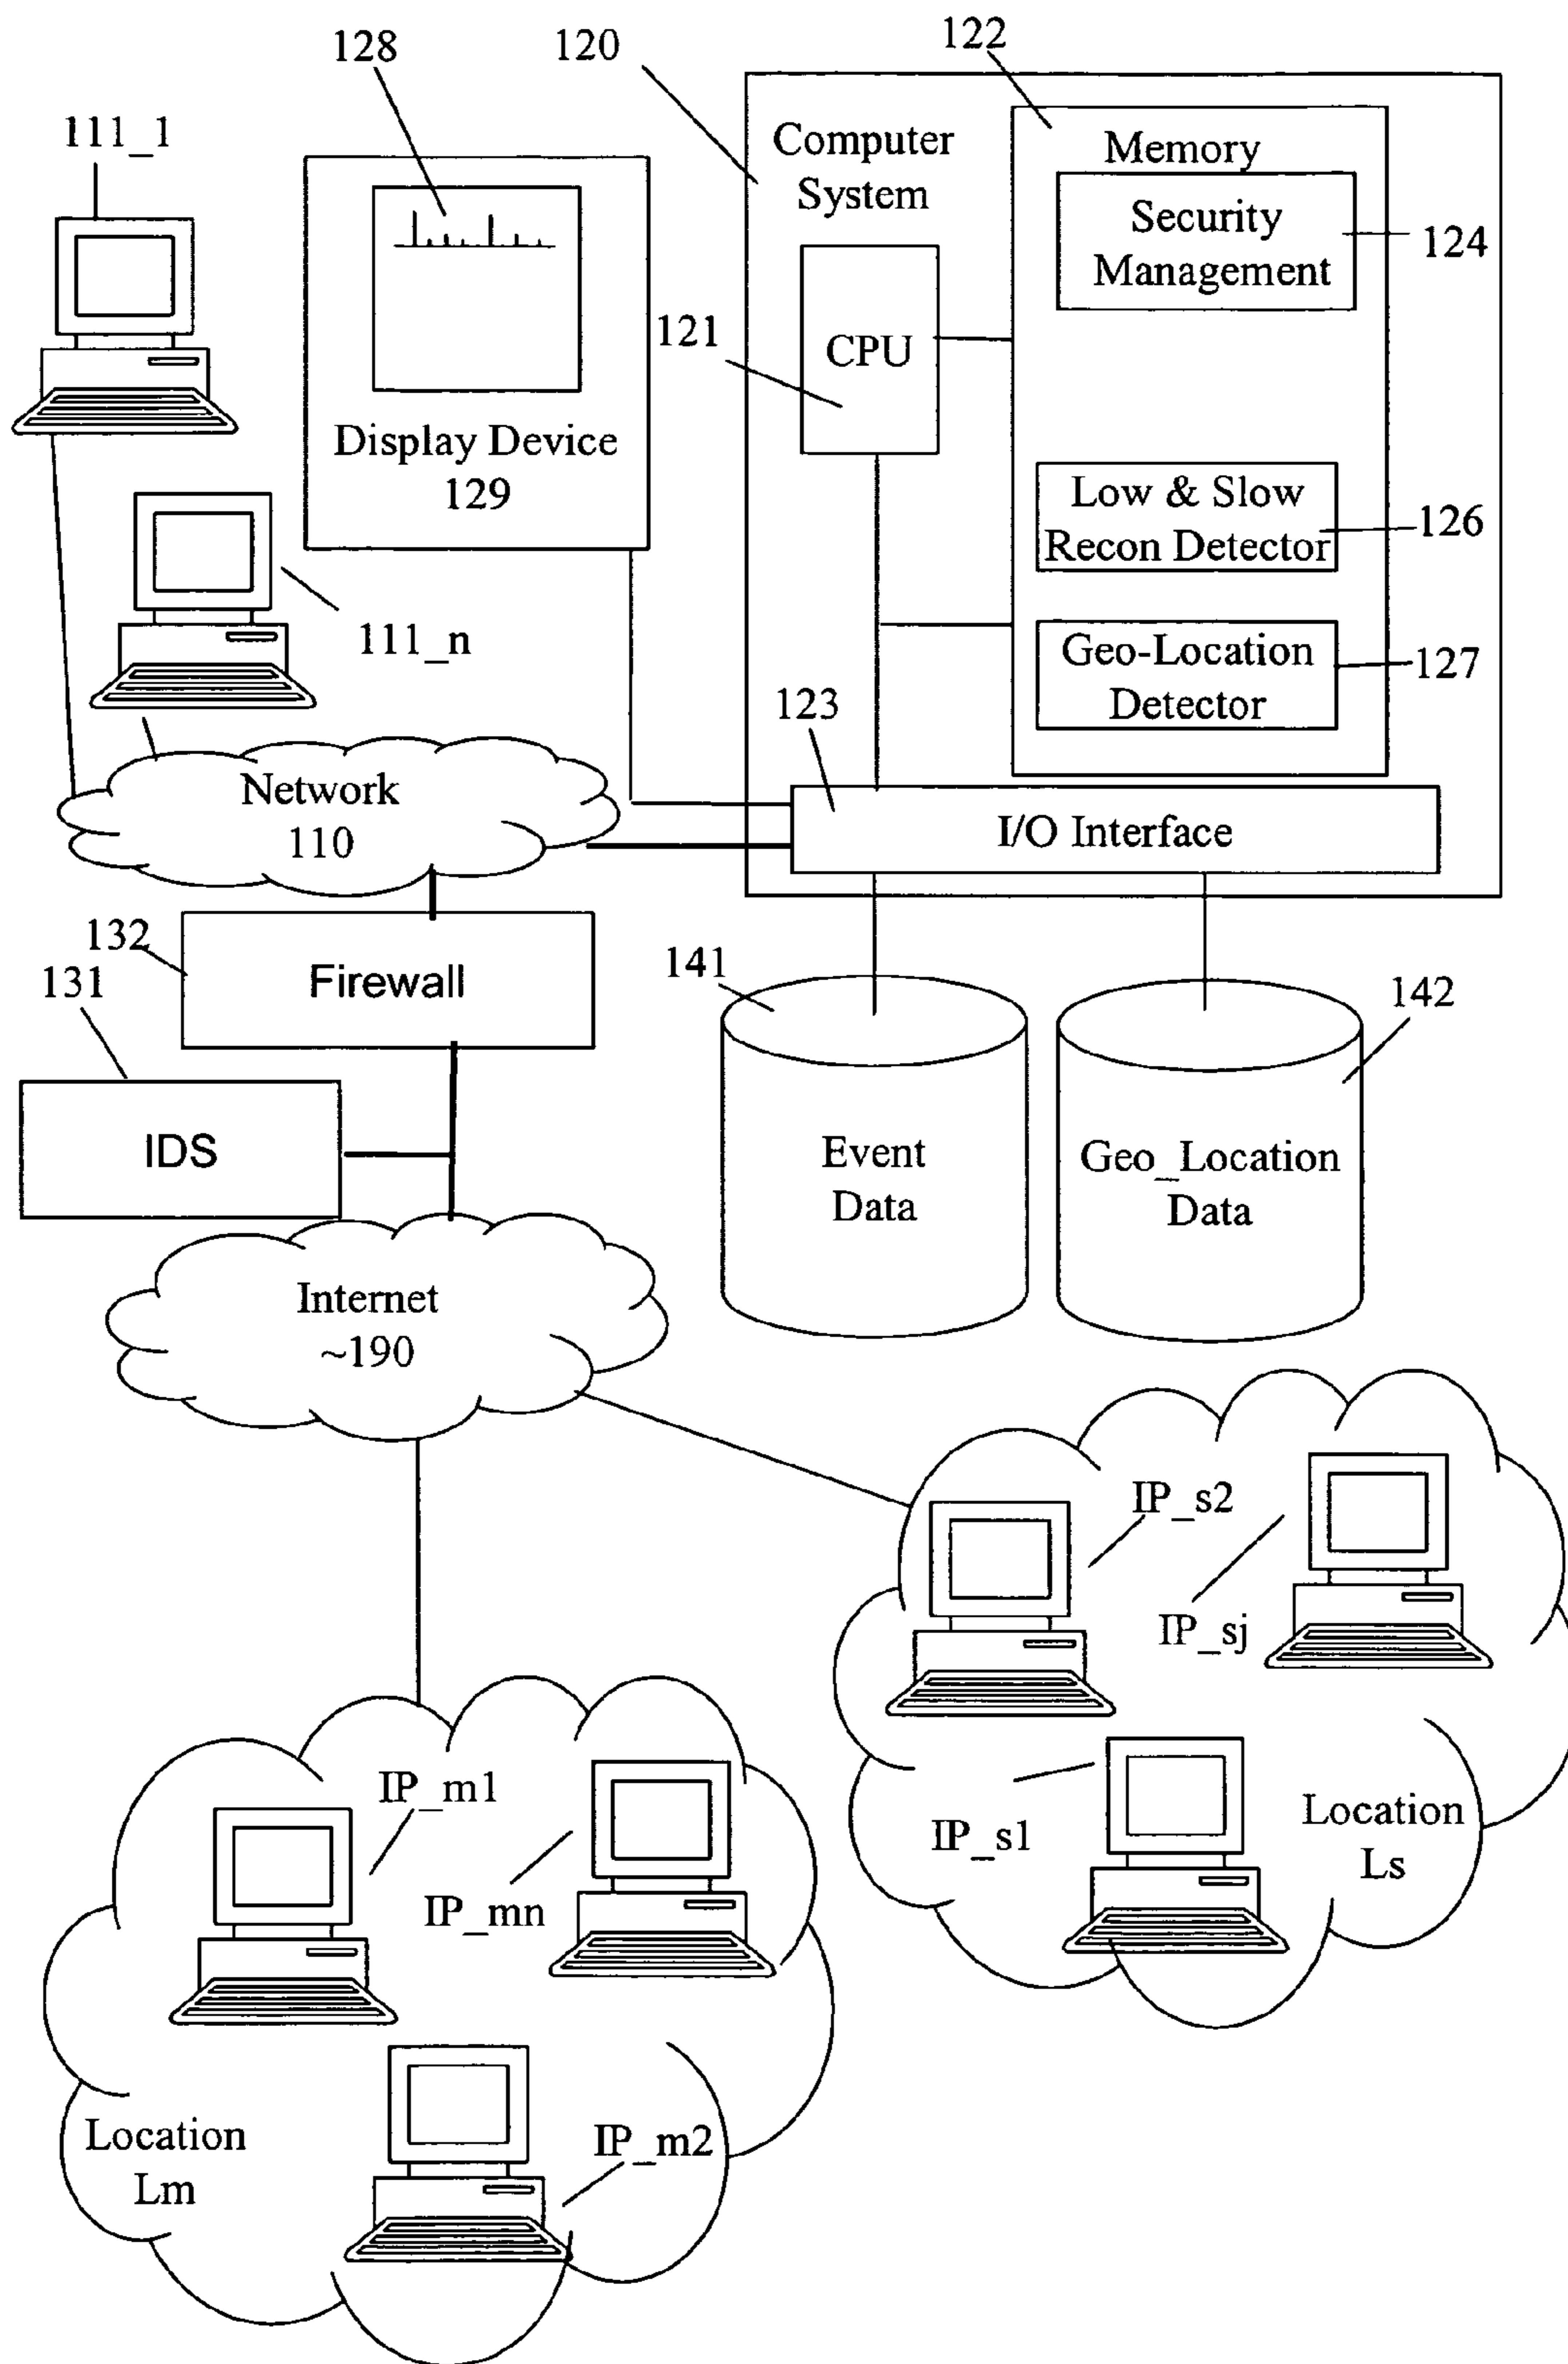 128
120
122
111_1
Computer
System
Memory
Security
Management
124
121
CPU
Display Device
129
Low & Slow
Recon Detector
126
111_n
Geo-Location
Detector
127
123
Network
110
I/O Interface
132
Firewall
131
141
142
IDS
Event
Data
Geo_Location
Data
Internet
~190
IP_s2
IP_sj
IP_s1
Location
Ls
IP_m1
IP_mn
Location
Lm
IP_m2